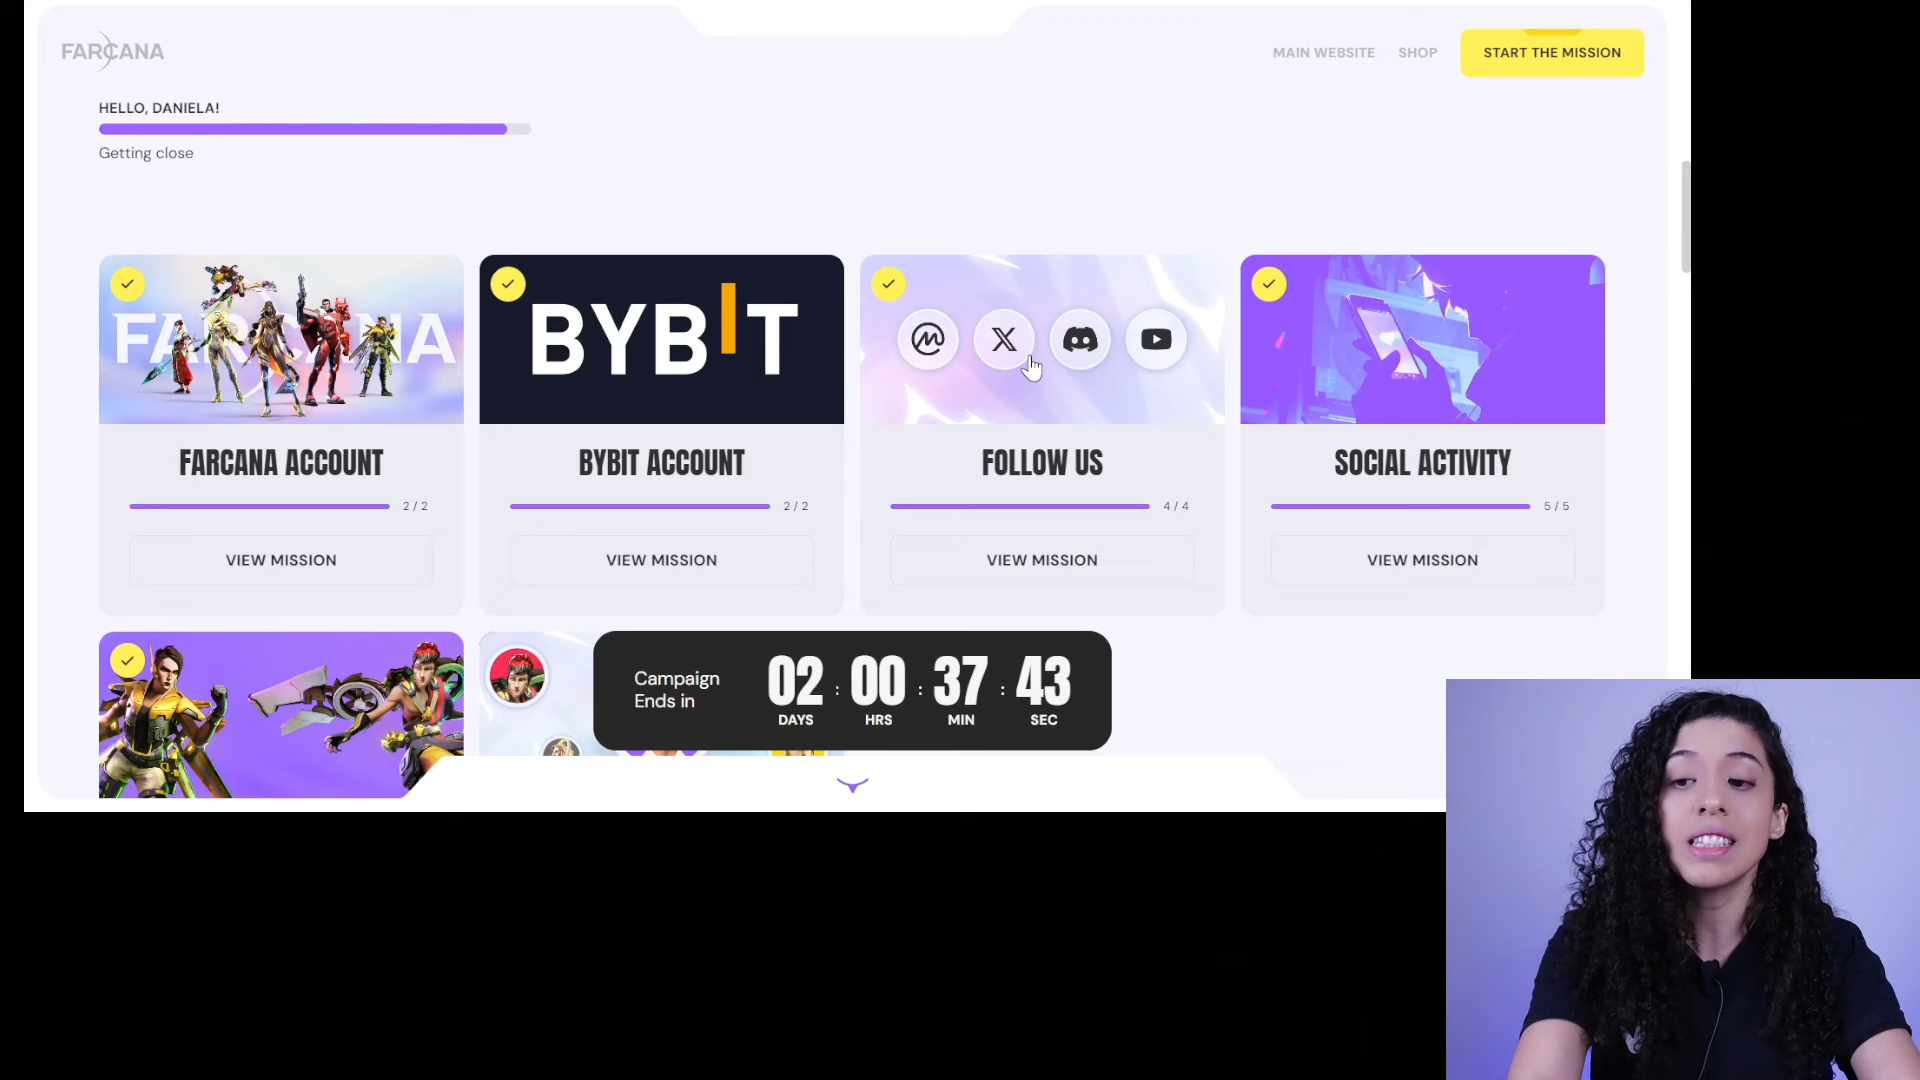 FARCANA
MAIN WEBSITE
SHOP
START THE MISSION
HELLO, DANIELA!
Getting close
FARCANA
BYBIT
FARCANA ACCOUNT
BYBIT ACCOUNT
FOLLOW US
SOCIAL ACTIVITY
2 / 2
2 / 2
4 / 4
5 / 5
VIEW MISSION
VIEW MISSION
VIEW MISSION
VIEW MISSION
Campaign
Ends in
02 : 00 : 37 : 43
DAYS HRS MIN SEC